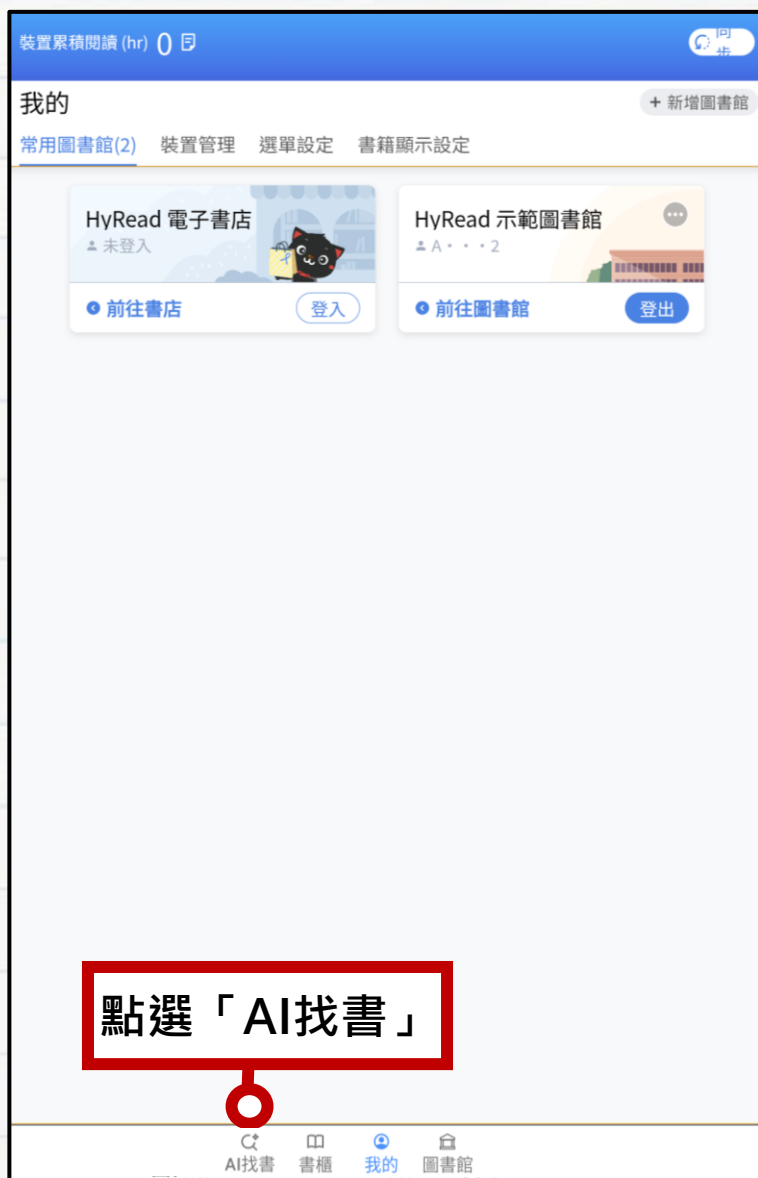 裝置累積閱讀 (hr) 0
同步
我的
+ 新增圖書館
常用圖書館(2) 裝置管理 選單設定 書籍顯示設定
HyRead 電子書店
未登入
前往書店 登入
HyRead 示範圖書館
A・・・2
前往圖書館 登出
點選「AI找書」
AI找書 書櫃 我的 圖書館